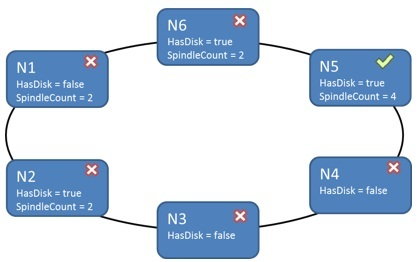 N6
HasDisk = true
SpindleCount = 2
N1
HasDisk = false
SpindleCount = 2
N5
HasDisk = true
SpindleCount = 4
N2
HasDisk = true
SpindleCount = 2
N4
HasDisk = false
N3
HasDisk = false